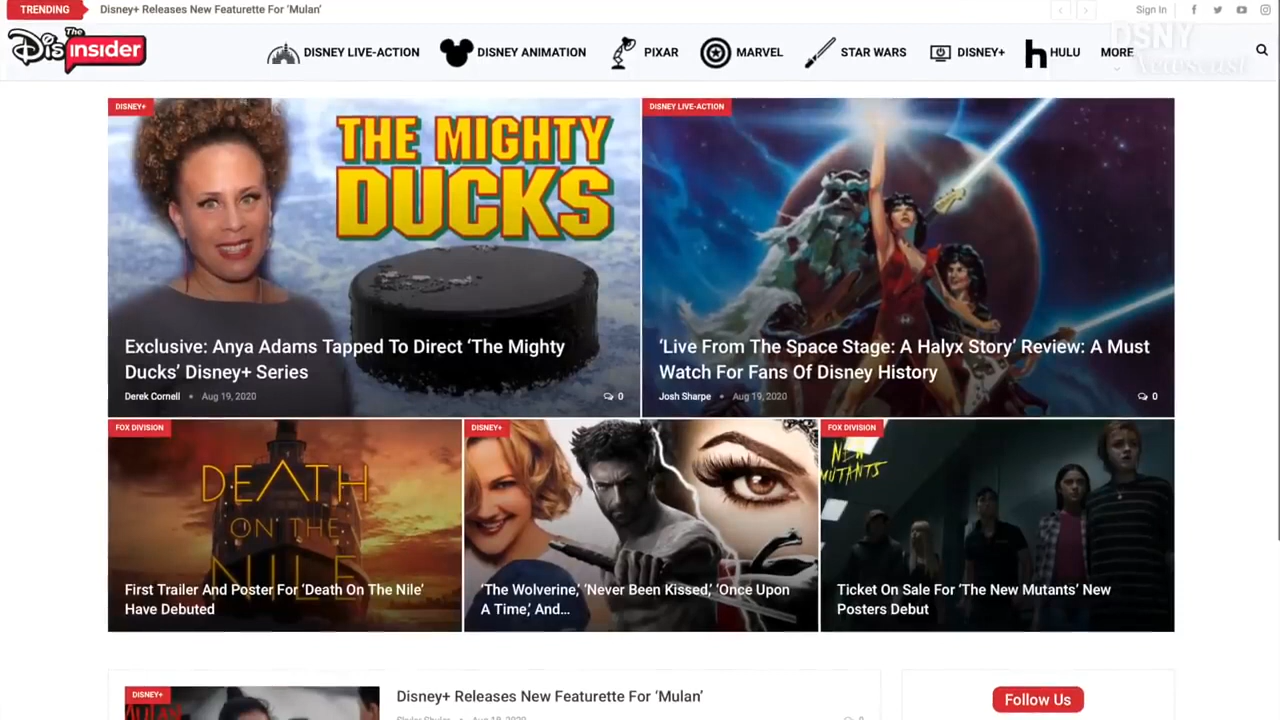 TRENDING
Disney+ Releases New Featurette For ‘Mulan’
Sign In
The
DisInsider
DISNEY LIVE-ACTION
DISNEY ANIMATION
PIXAR
MARVEL
STAR WARS
DISNEY+
hulu
HULU
MORE
DSNY
Newscast
DISNEY+
THE MIGHTY
DUCKS
Exclusive: Anya Adams Tapped To Direct ‘The Mighty
Ducks’ Disney+ Series
Derek Cornell • Aug 19, 2020
0
DISNEY LIVE-ACTION
‘Live From The Space Stage: A Halyx Story’ Review: A Must
Watch For Fans Of Disney History
Josh Sharpe • Aug 19, 2020
0
FOX DIVISION
DEATH
ON THE
NILE
First Trailer And Poster For ‘Death On The Nile’
Have Debuted
DISNEY+
‘The Wolverine,’ ‘Never Been Kissed,’ ‘Once Upon
A Time,’ And...
FOX DIVISION
NEW
MUTANTS
Ticket On Sale For ‘The New Mutants’ New
Posters Debut
DISNEY+
MULAN
Disney+ Releases New Featurette For ‘Mulan’
Follow Us